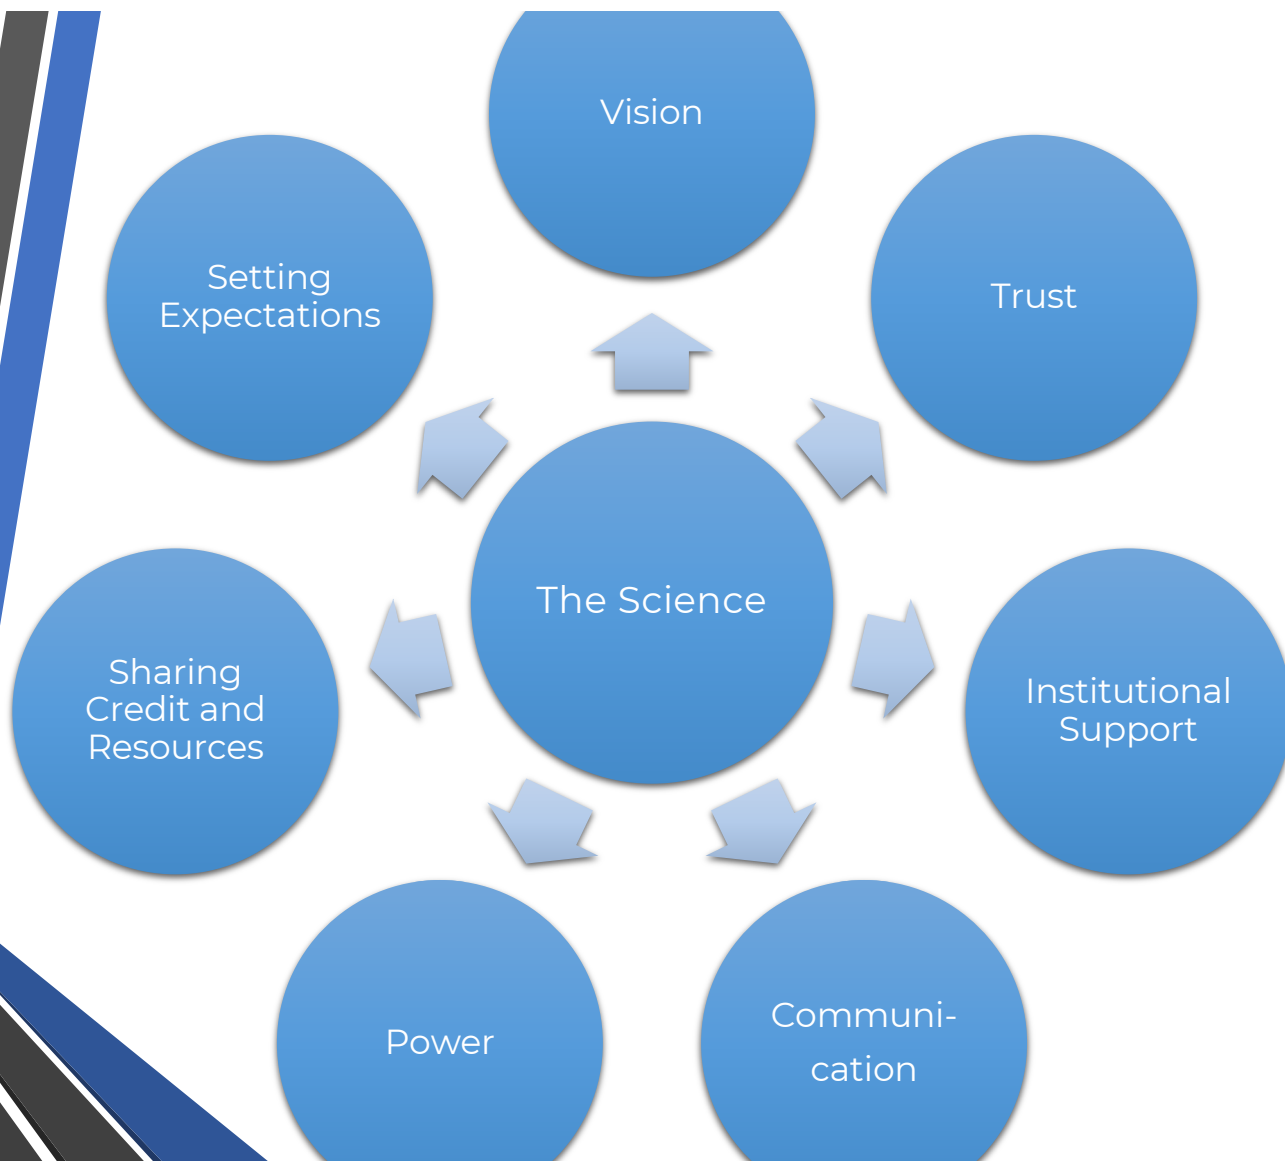 Vision
Setting
Expectations
Trust
The Science
Sharing
Credit and
Resources
Institutional
Support
Power
Communi-
cation